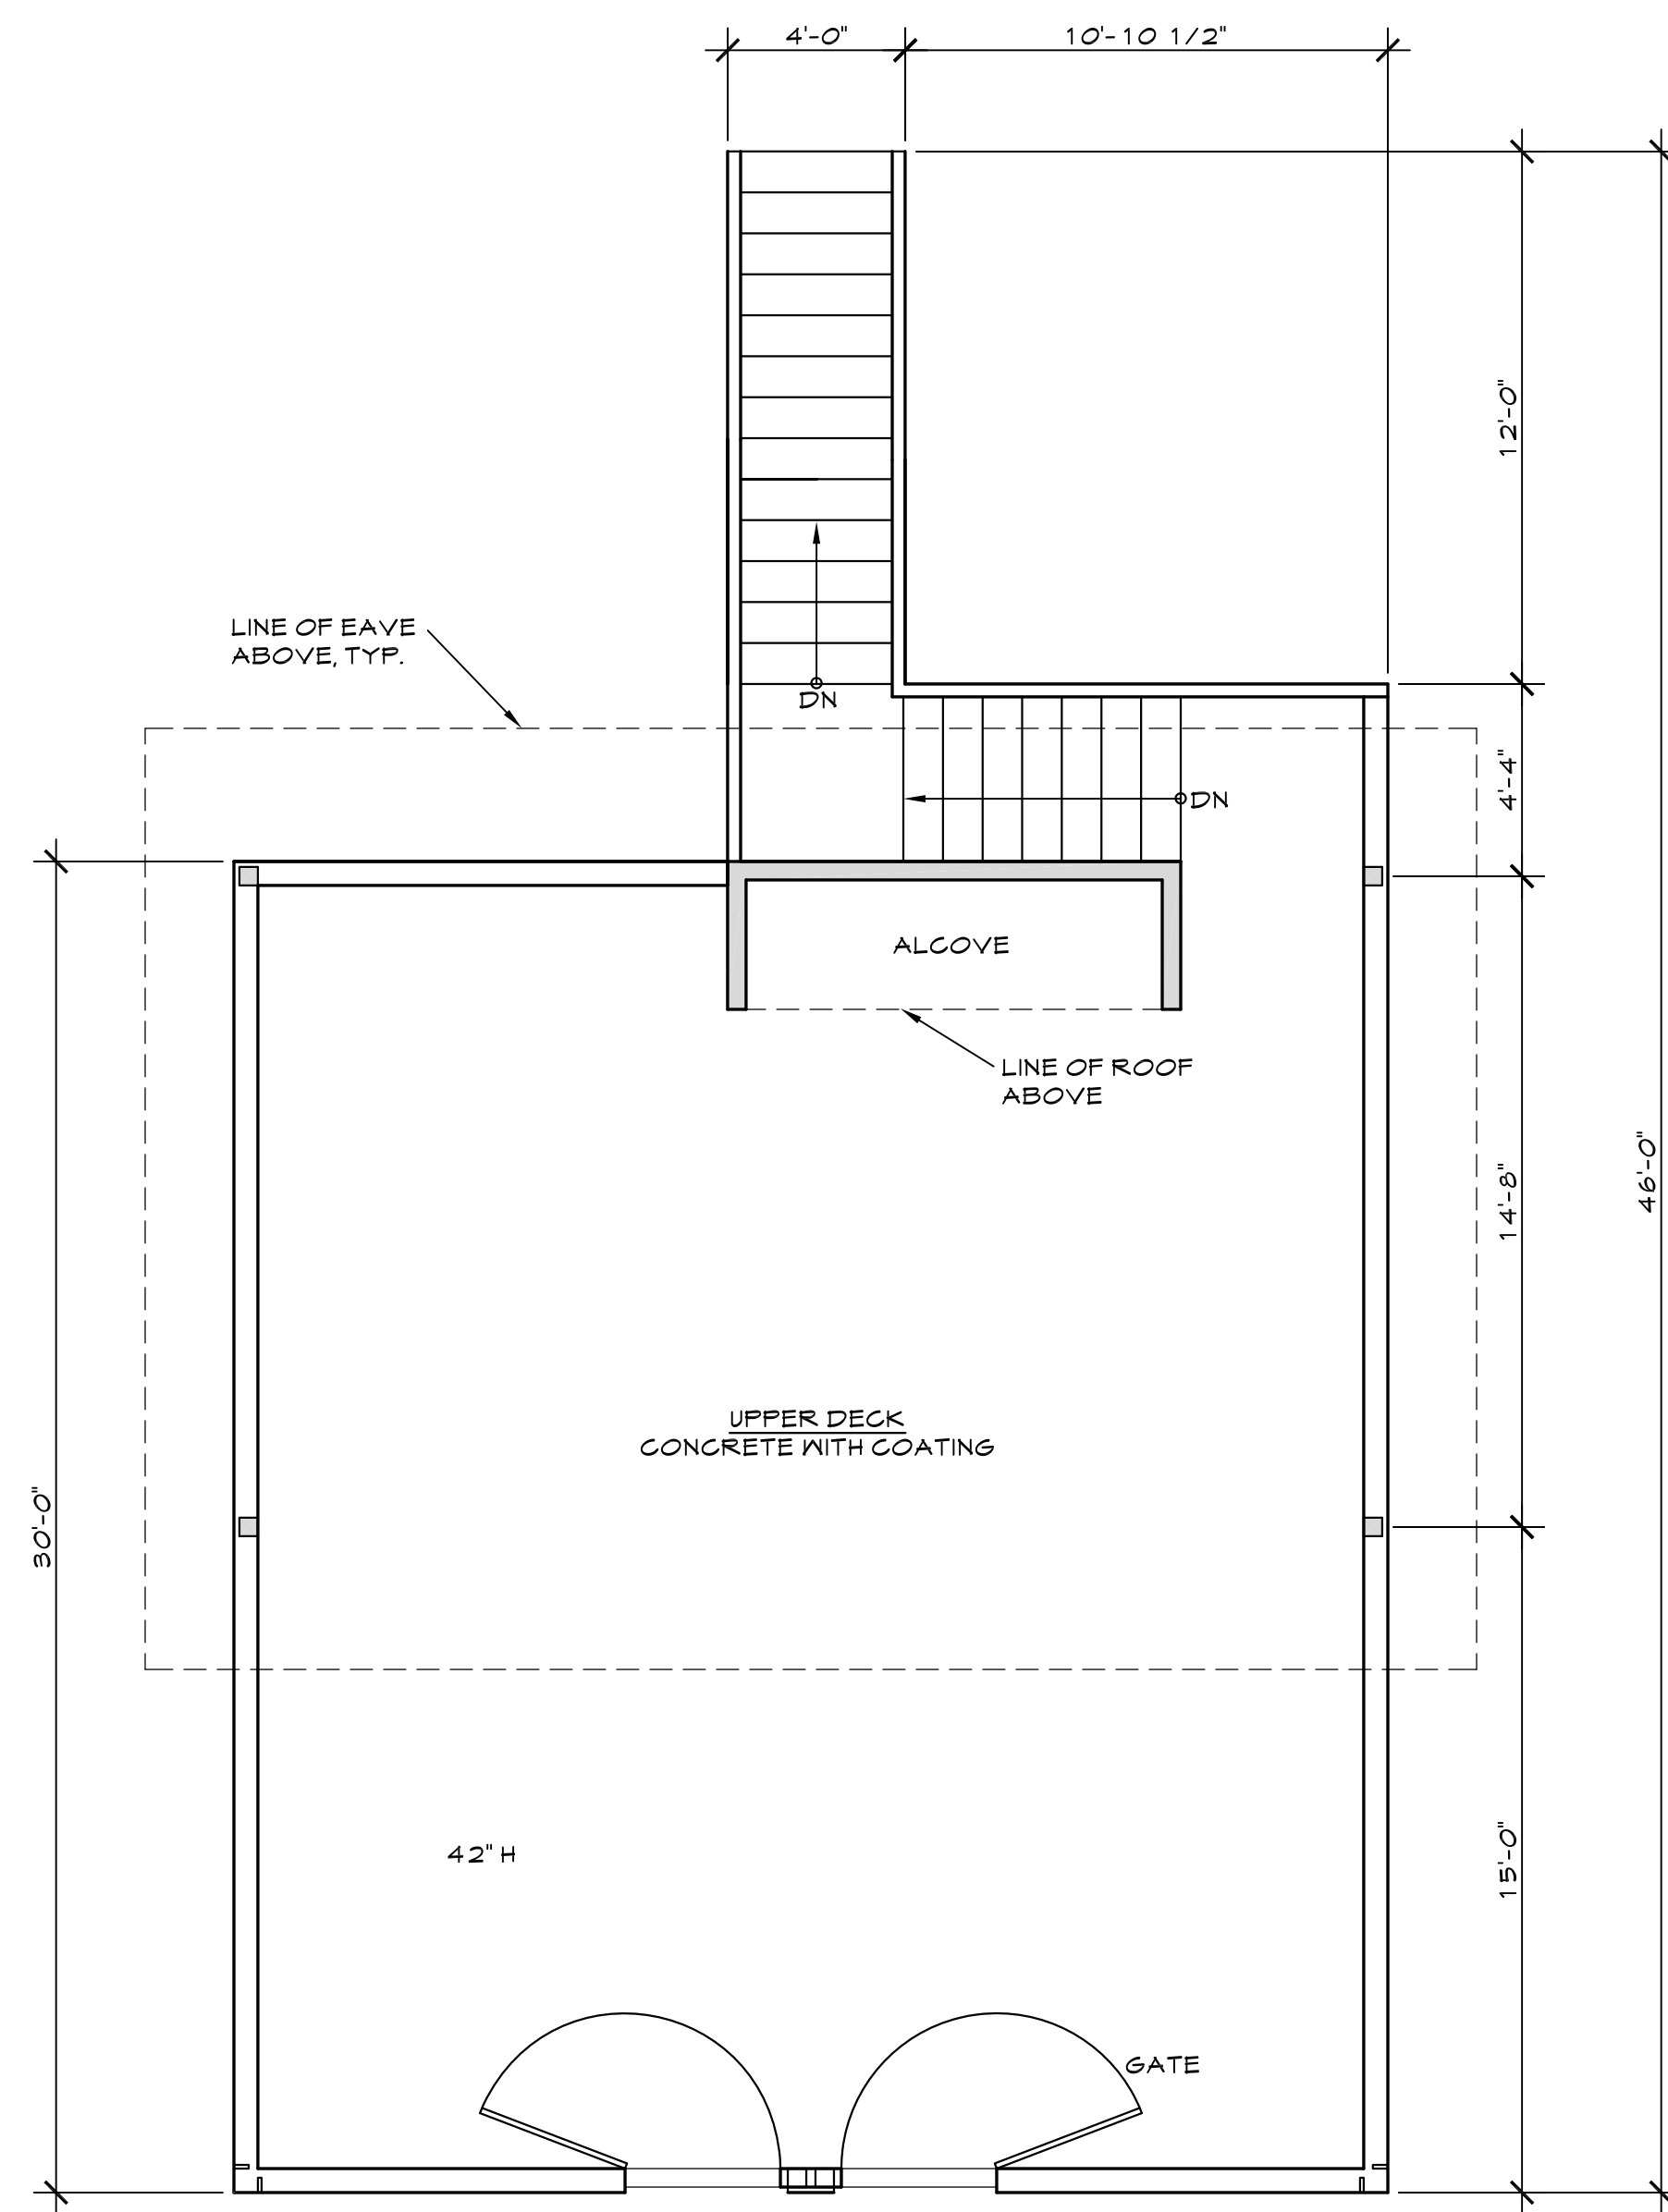 4'-0"
10'-10 1/2"
12'-0"
LINE OF EAVE
ABOVE, TYP.
DN
4'-4"
DN
ALCOVE
LINE OF ROOF
ABOVE
14'-8"
46'-0"
UPPER DECK
CONCRETE WITH COATING
30'-0"
15'-0"
42" H
GATE